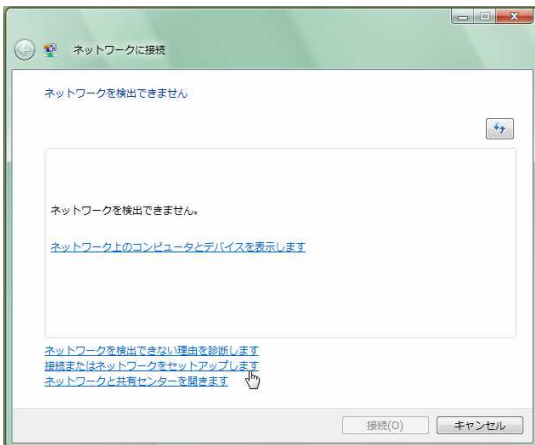 ネットワークに接続
ネットワークを検出できません
ネットワークを検出できません。
ネットワーク上のコンピュータとデバイスを表示します
ネットワークを検出できない理由を診断します
接続またはネットワークをセットアップします
ネットワークと共有センターを開きます
接続(O)
キャンセル